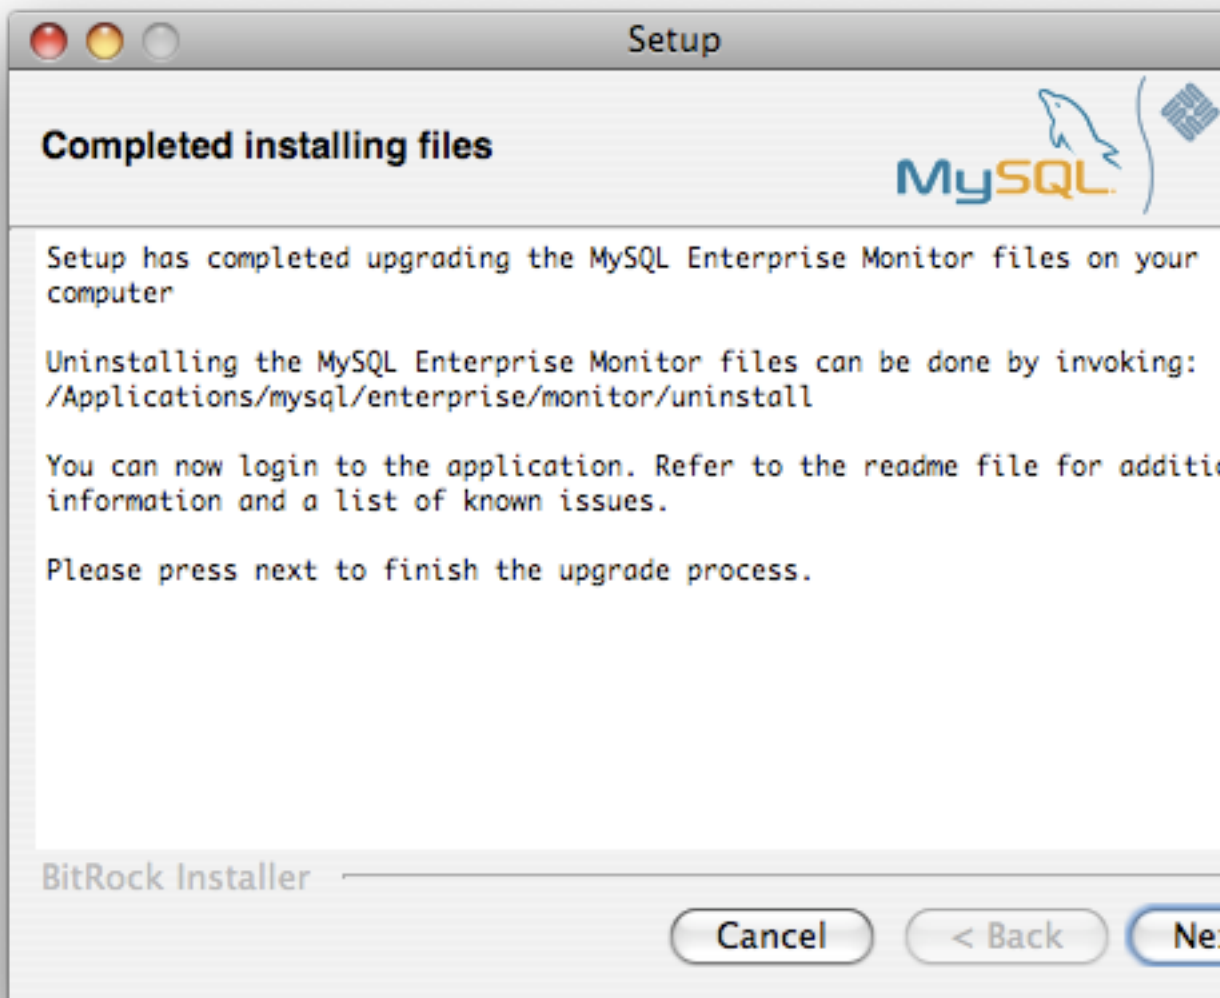 Setup
Completed installing files
MySQL
Setup has completed upgrading the MySQL Enterprise Monitor files on your
computer
Uninstalling the MySQL Enterprise Monitor files can be done by invoking:
/Applications/mysql/enterprise/monitor/uninstall
You can now login to the application. Refer to the readme file for
information and a list of known issues.
Please press next to finish the upgrade process.
BitRock Installer
Cancel
< Back